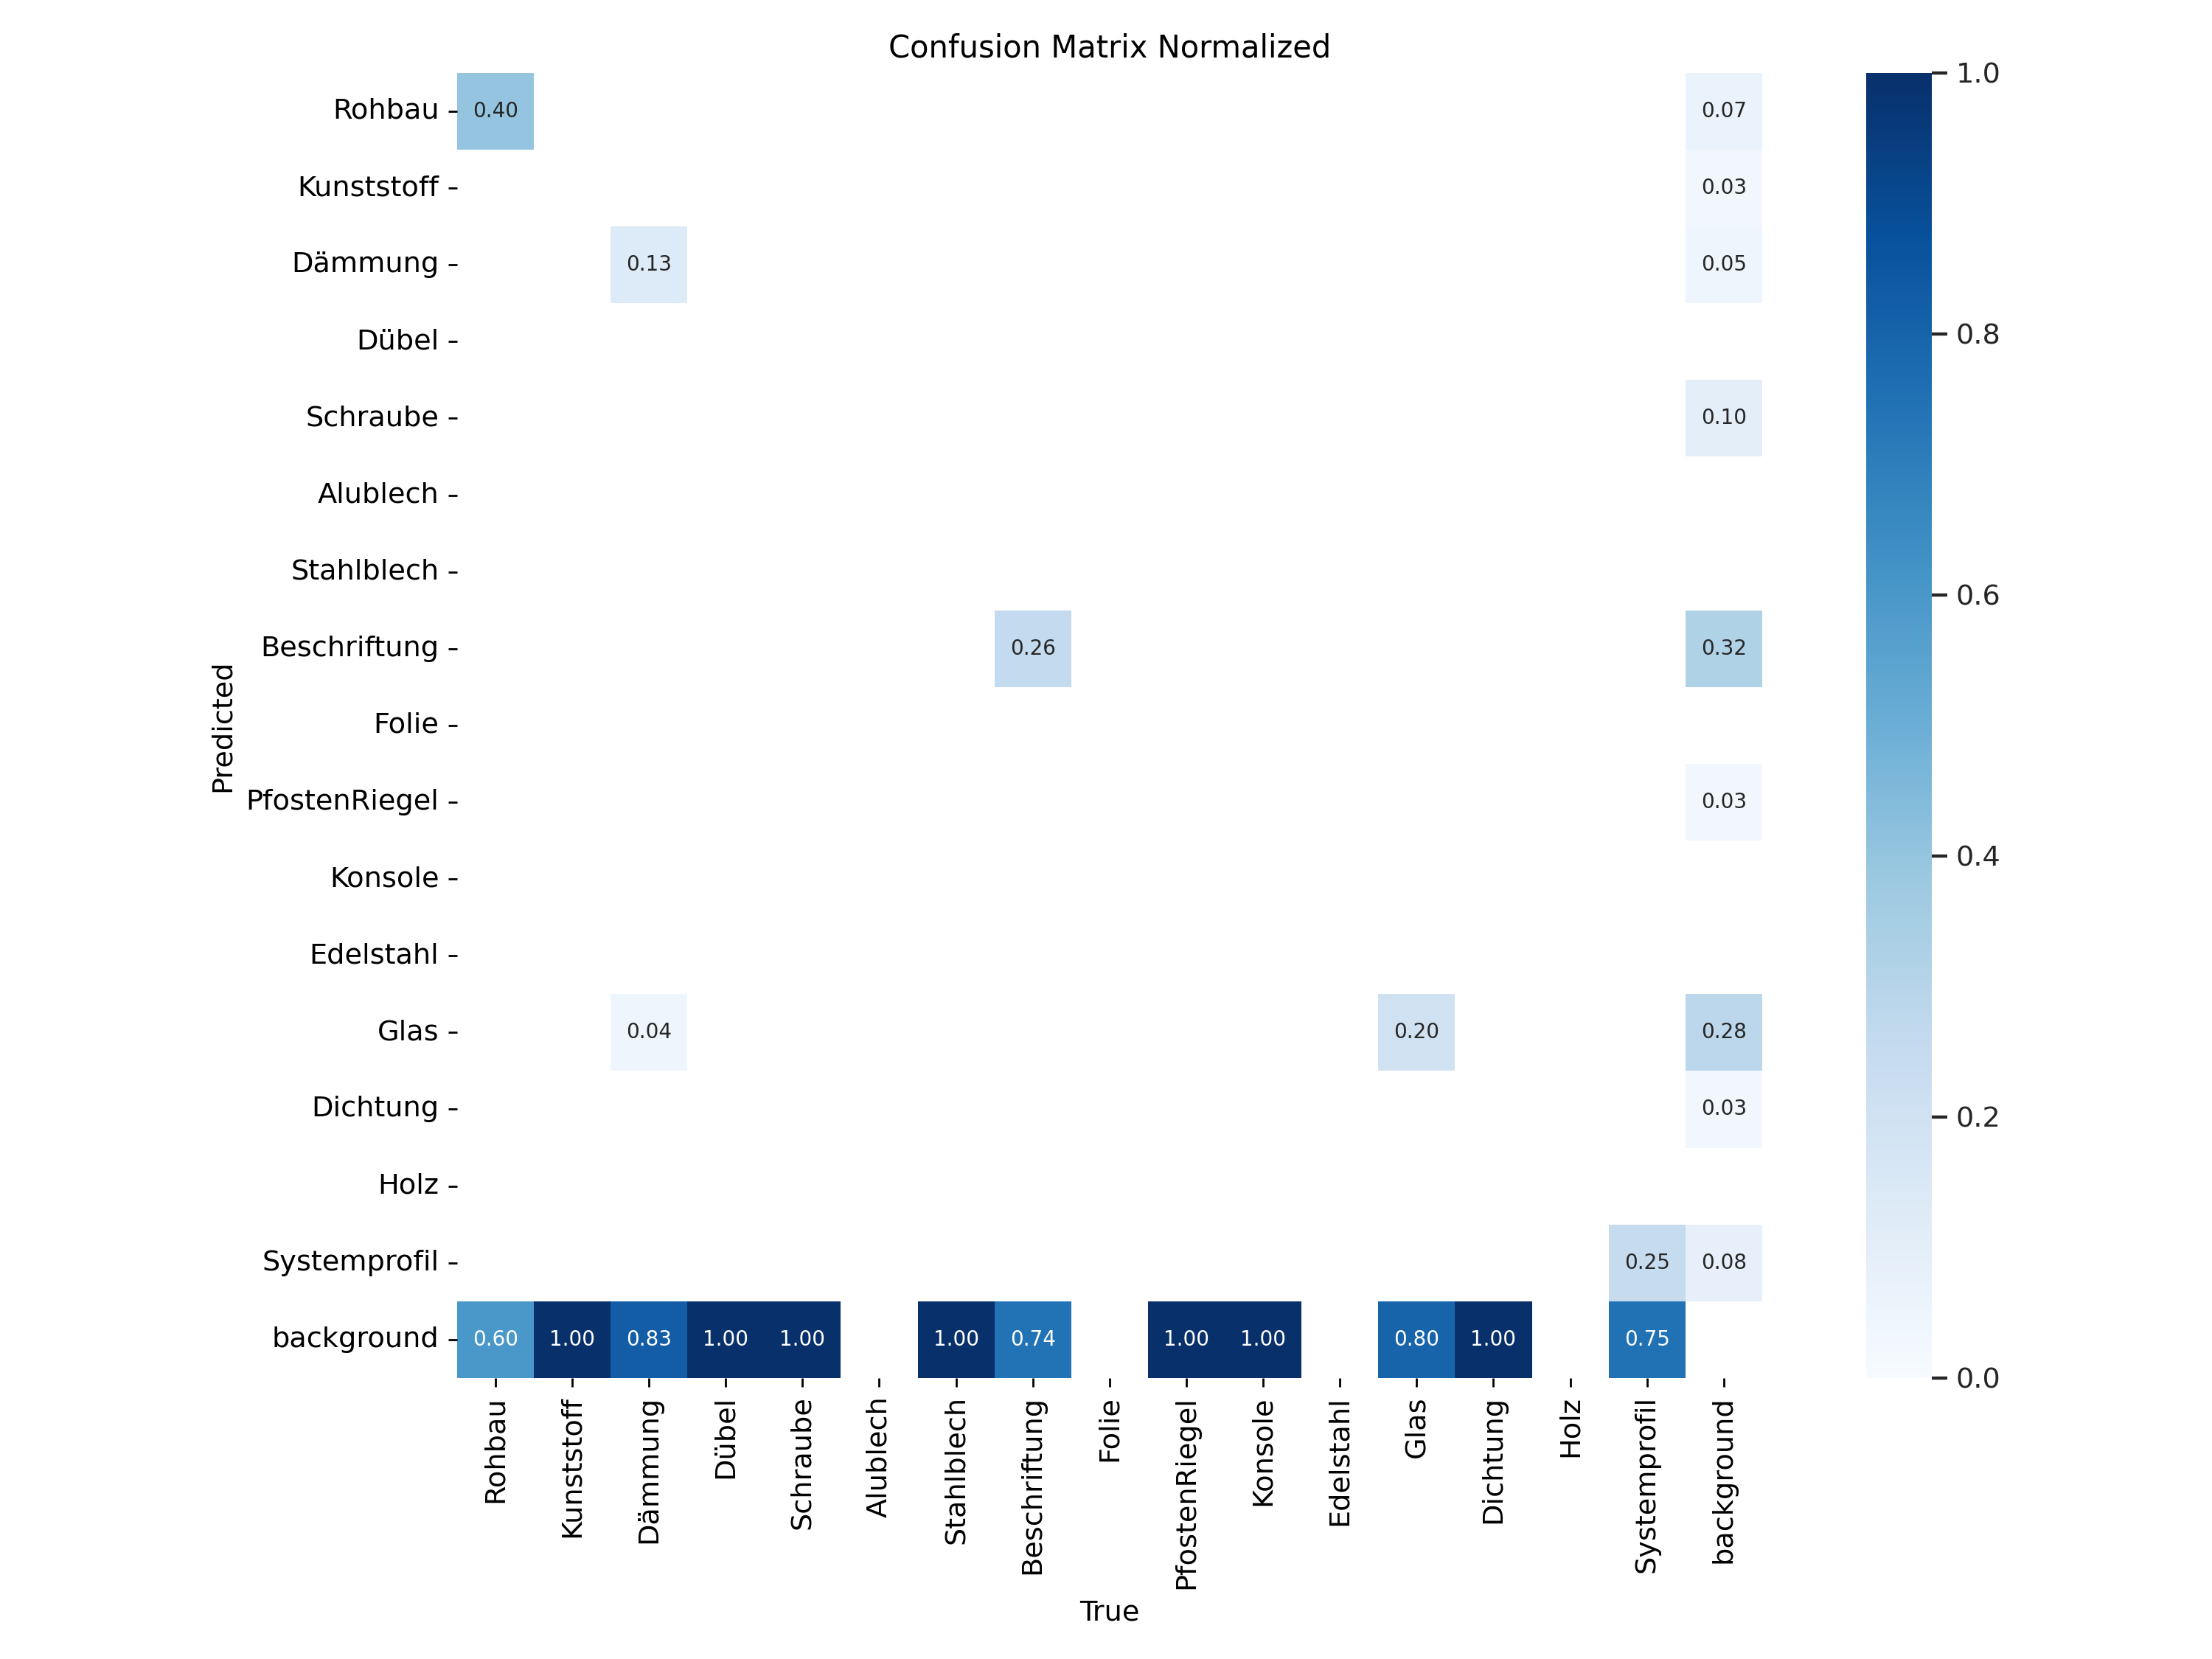 Confusion Matrix Normalized
Rohbau 0.40 0.07
Kunststoff 0.03
Dämmung 0.13 0.05
Dübel
Schraube 0.10
Alublech
Stahlblech
Beschriftung 0.26 0.32
Folie
PfostenRiegel 0.03
Konsole
Edelstahl
Glas 0.04 0.20 0.28
Dichtung 0.03
Holz
Systemprofil 0.25 0.08
background 0.60 1.00 0.83 1.00 1.00 1.00 0.74 1.00 1.00 0.80 1.00 0.75
Predicted
Rohbau
Kunststoff
Dämmung
Dübel
Schraube
Alublech
Stahlblech
Beschriftung
Folie
PfostenRiegel
Konsole
Edelstahl
Glas
Dichtung
Holz
Systemprofil
background
True
1.0
0.8
0.6
0.4
0.2
0.0